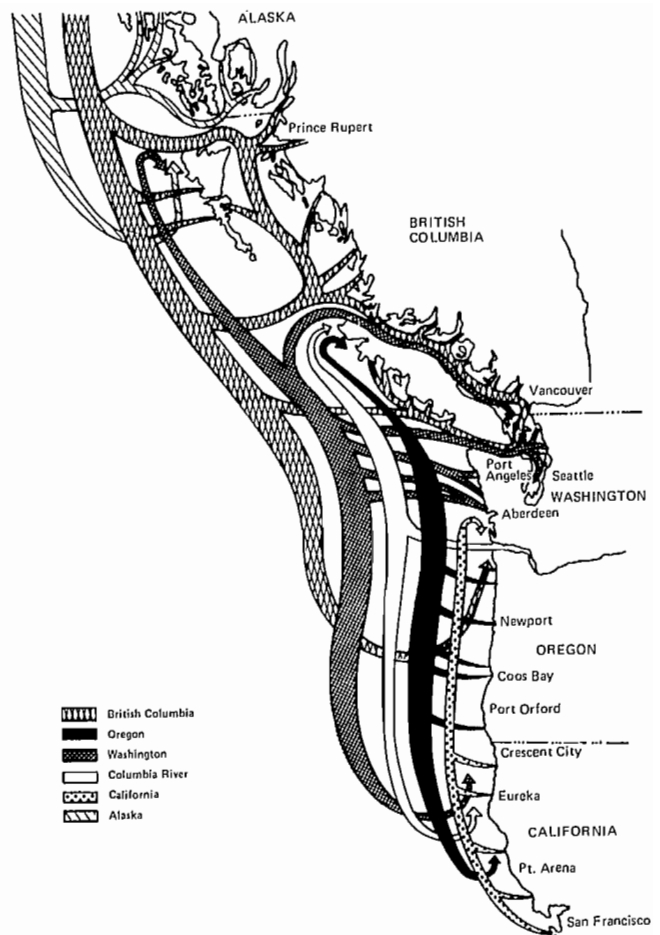 ALASKA
Prince Rupert
BRITISH
COLUMBIA
Vancouver
Port
Angeles
Seattle
WASHINGTON
Aberdeen
Newport
OREGON
Coos Bay
Port Orford
Crescent City
Eureka
CALIFORNIA
Pt. Arena
San Francisco
British Columbia
Oregon
Washington
Columbia River
California
Alaska